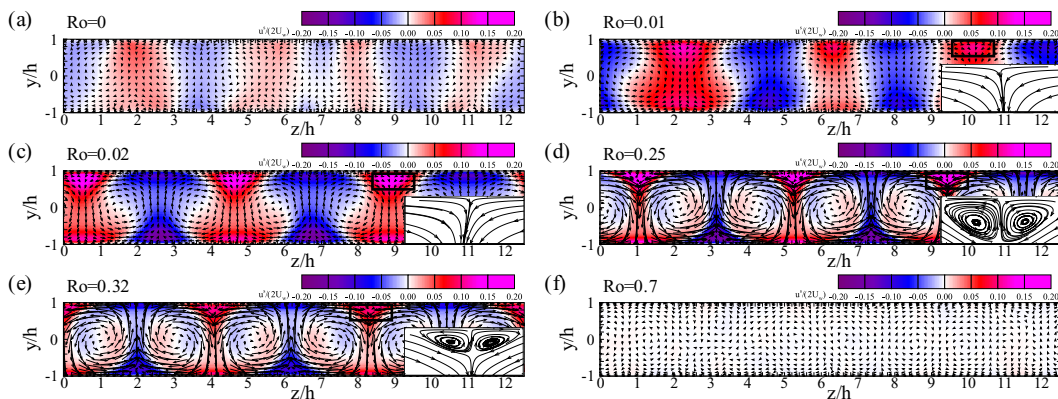 (a) Ro=0
u^s/(2U_w) -0.20 -0.15 -0.10 -0.05 0.00 0.05 0.10 0.15 0.20
y/h
1
0
-1
0 1 2 3 4 5 6 7 8 9 10 11 12
z/h
(b) Ro=0.01
u^s/(2U_w) -0.20 -0.15 -0.10 -0.05 0.00 0.05 0.10 0.15 0.20
y/h
1
0
-1
0 1 2 3 4 5 6 7 8 9 10 11 12
z/h
(c) Ro=0.02
u^s/(2U_w) -0.20 -0.15 -0.10 -0.05 0.00 0.05 0.10 0.15 0.20
y/h
1
0
-1
0 1 2 3 4 5 6 7 8 9 10 11 12
z/h
(d) Ro=0.25
u^s/(2U_w) -0.20 -0.15 -0.10 -0.05 0.00 0.05 0.10 0.15 0.20
y/h
1
0
-1
0 1 2 3 4 5 6 7 8 9 10 11 12
z/h
(e) Ro=0.32
u^s/(2U_w) -0.20 -0.15 -0.10 -0.05 0.00 0.05 0.10 0.15 0.20
y/h
1
0
-1
0 1 2 3 4 5 6 7 8 9 10 11 12
z/h
(f) Ro=0.7
u^s/(2U_w) -0.20 -0.15 -0.10 -0.05 0.00 0.05 0.10 0.15 0.20
y/h
1
0
-1
0 1 2 3 4 5 6 7 8 9 10 11 12
z/h